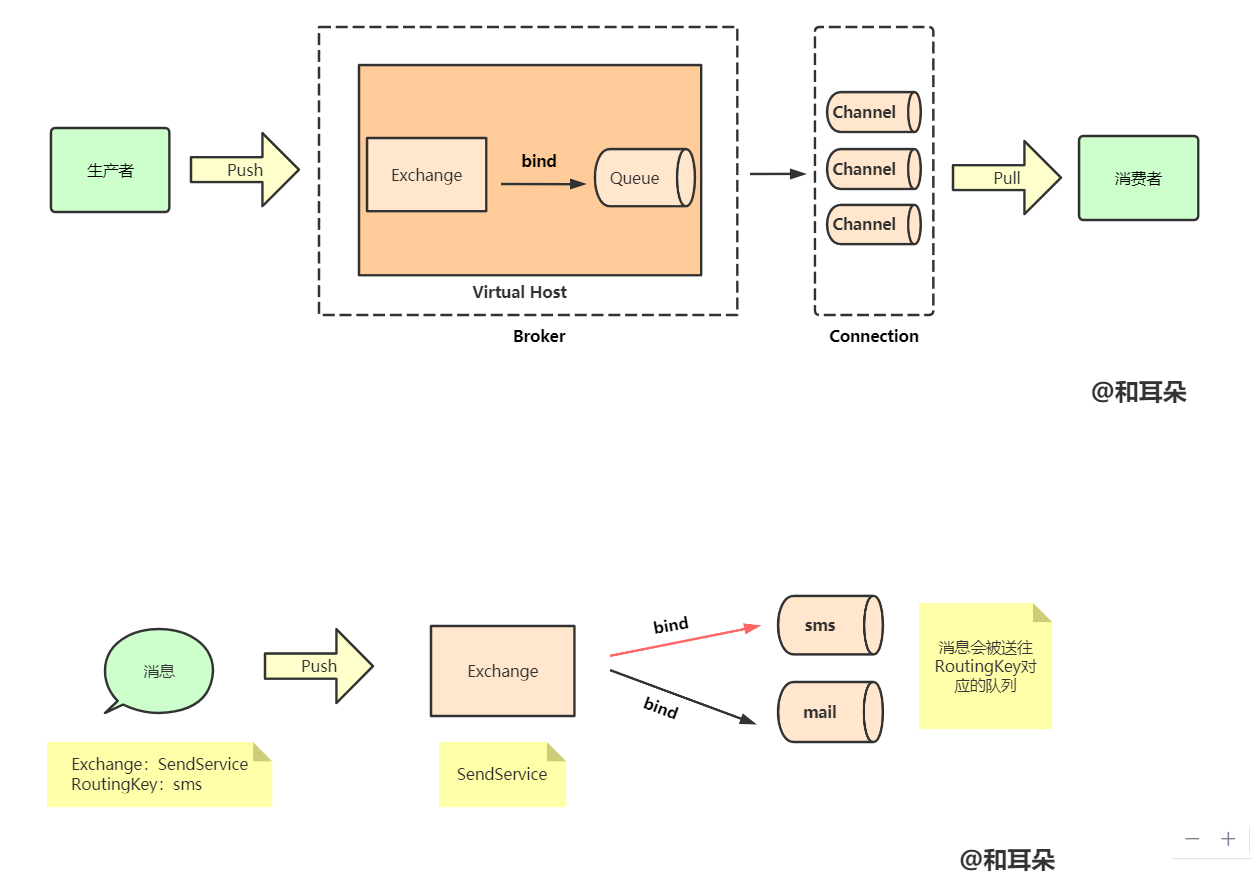 生产者
Push
Exchange
bind
Queue
Virtual Host
Broker
Channel
Channel
Channel
Connection
Pull
消费者
@和耳朵
消息
Exchange：SendService
RoutingKey：sms
Push
Exchange
SendService
bind
bind
sms
mail
消息会被送往
RoutingKey对
应的队列
@和耳朵